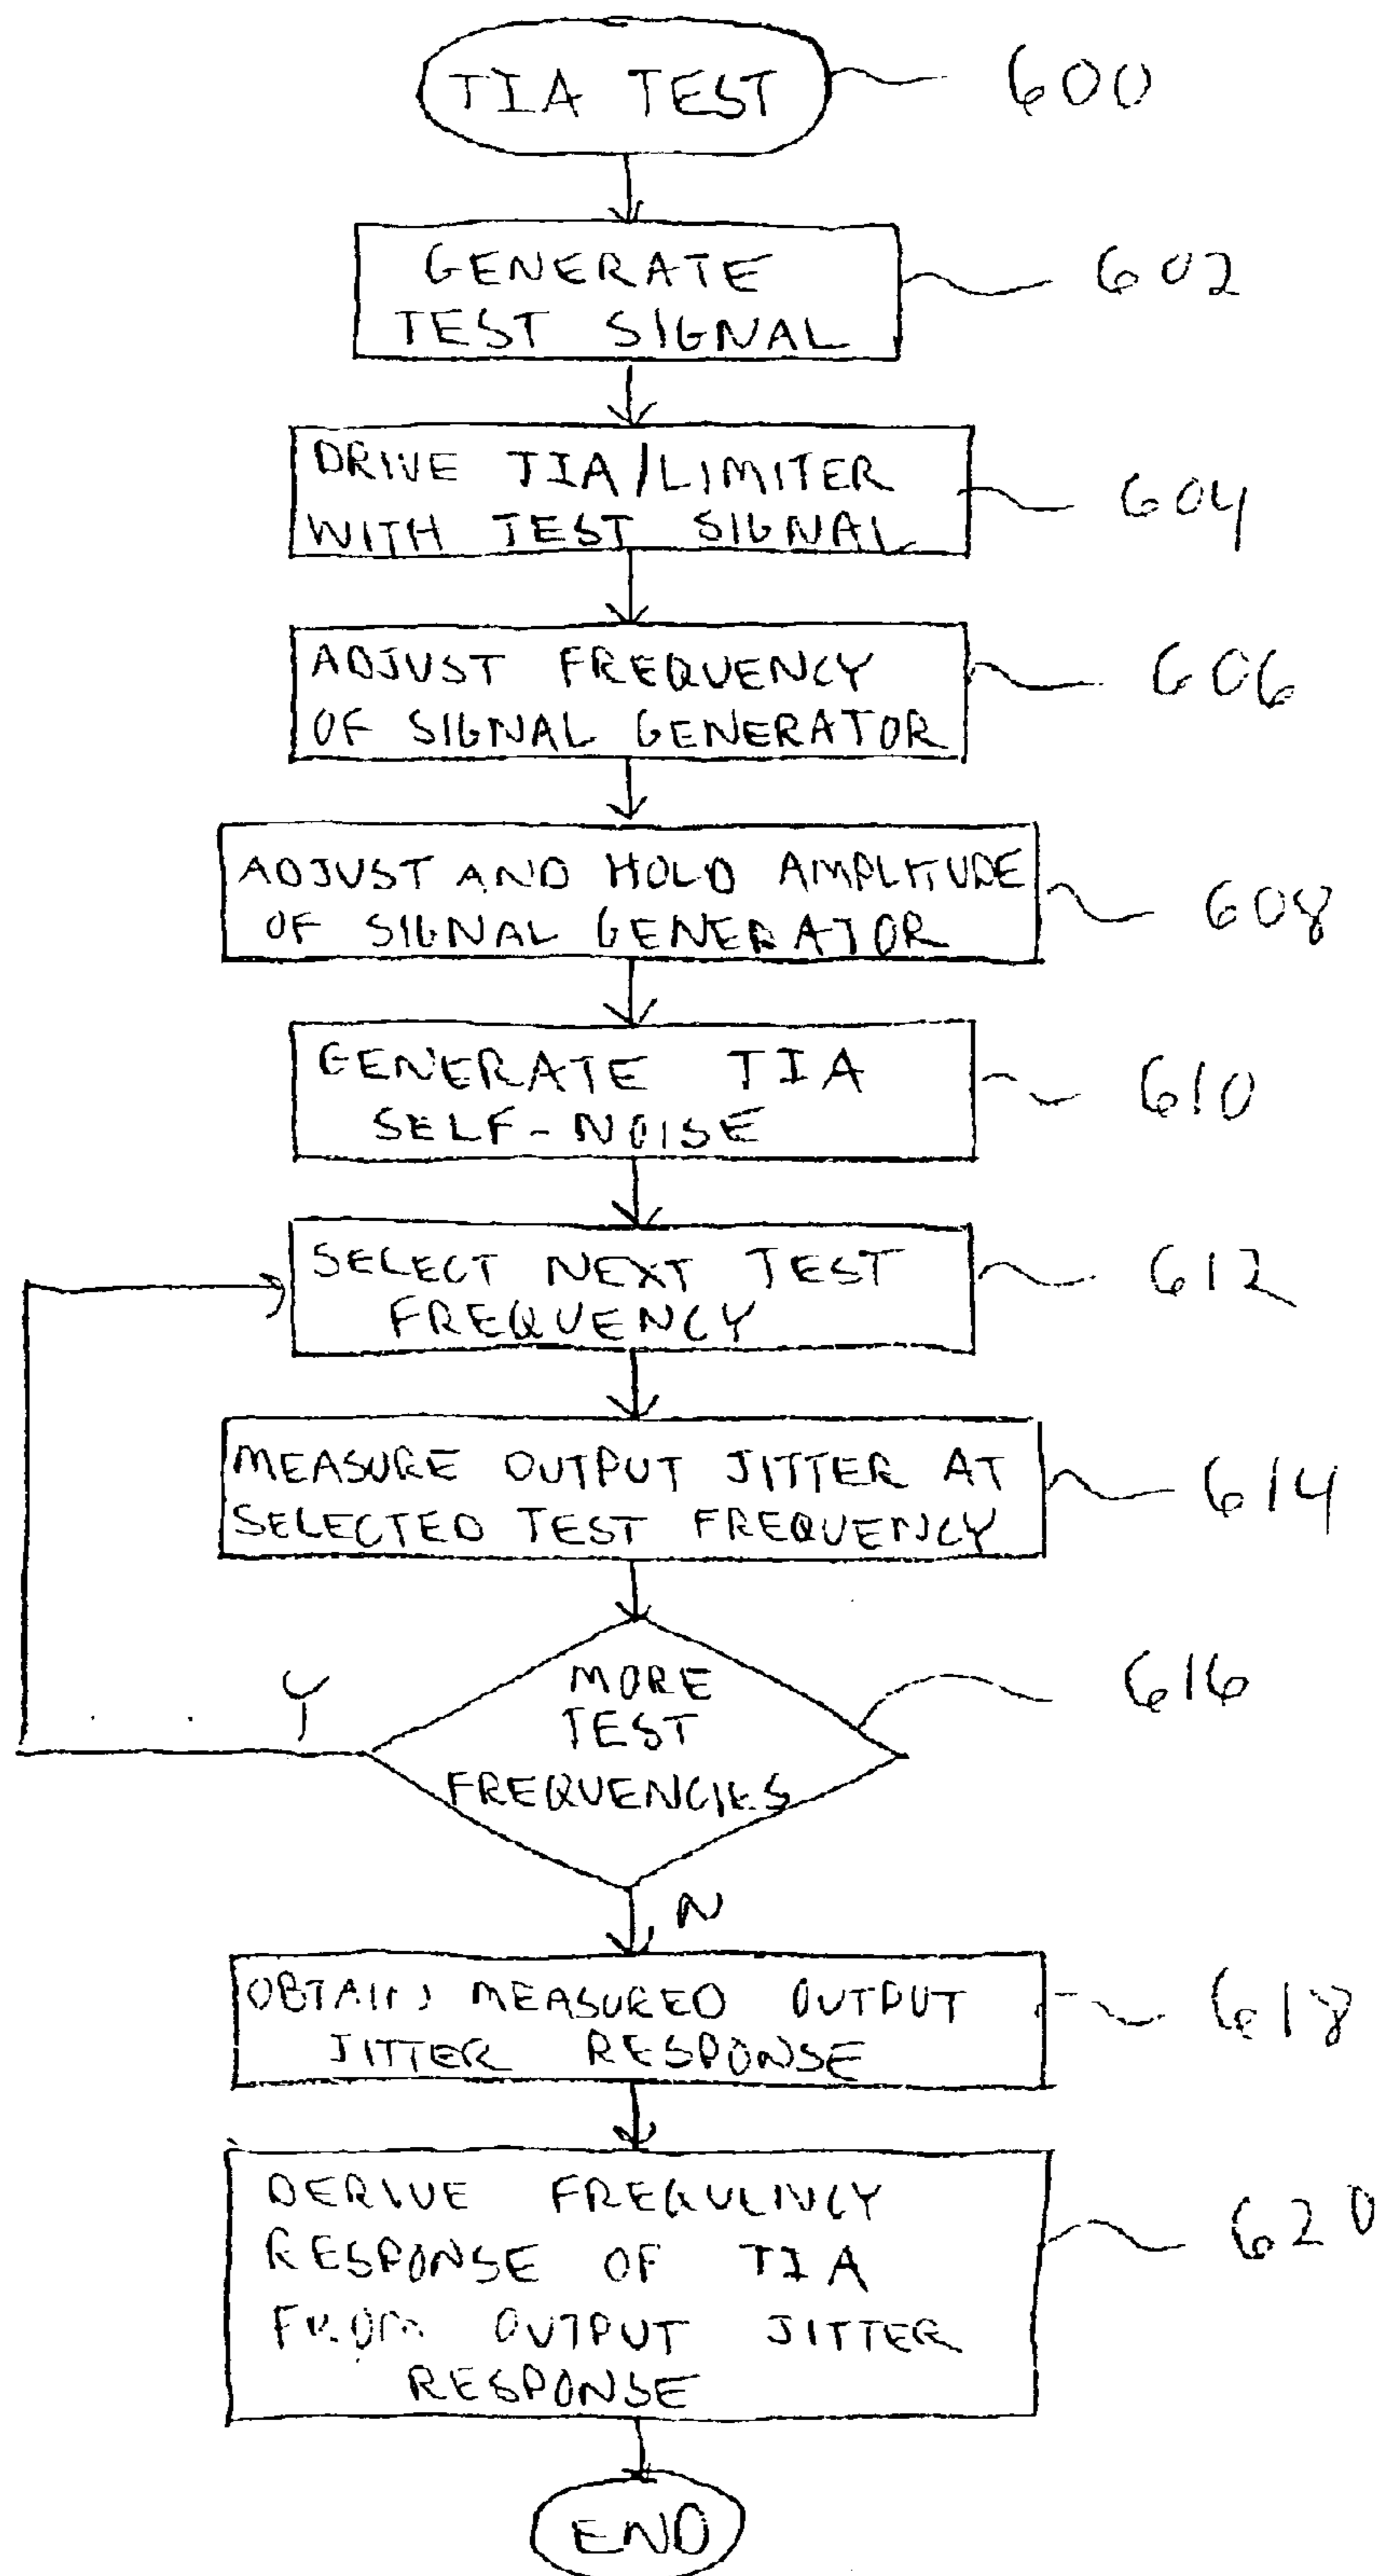 TIA TEST
600
GENERATE
TEST SIGNAL
602
DRIVE TIA/LIMITER
WITH TEST SIGNAL
604
ADJUST FREQUENCY
OF SIGNAL GENERATOR
606
ADJUST AND HOLD AMPLITUDE
OF SIGNAL GENERATOR
608
GENERATE TIA
SELF-NOISE
610
SELECT NEXT TEST
FREQUENCY
612
MEASURE OUTPUT JITTER AT
SELECTED TEST FREQUENCY
614
MORE
TEST
FREQUENCIES
616
Y
N
OBTAIN MEASURED OUTPUT
JITTER RESPONSE
618
DERIVE FREQUENCY
RESPONSE OF TIA
FROM OUTPUT JITTER
RESPONSE
620
END